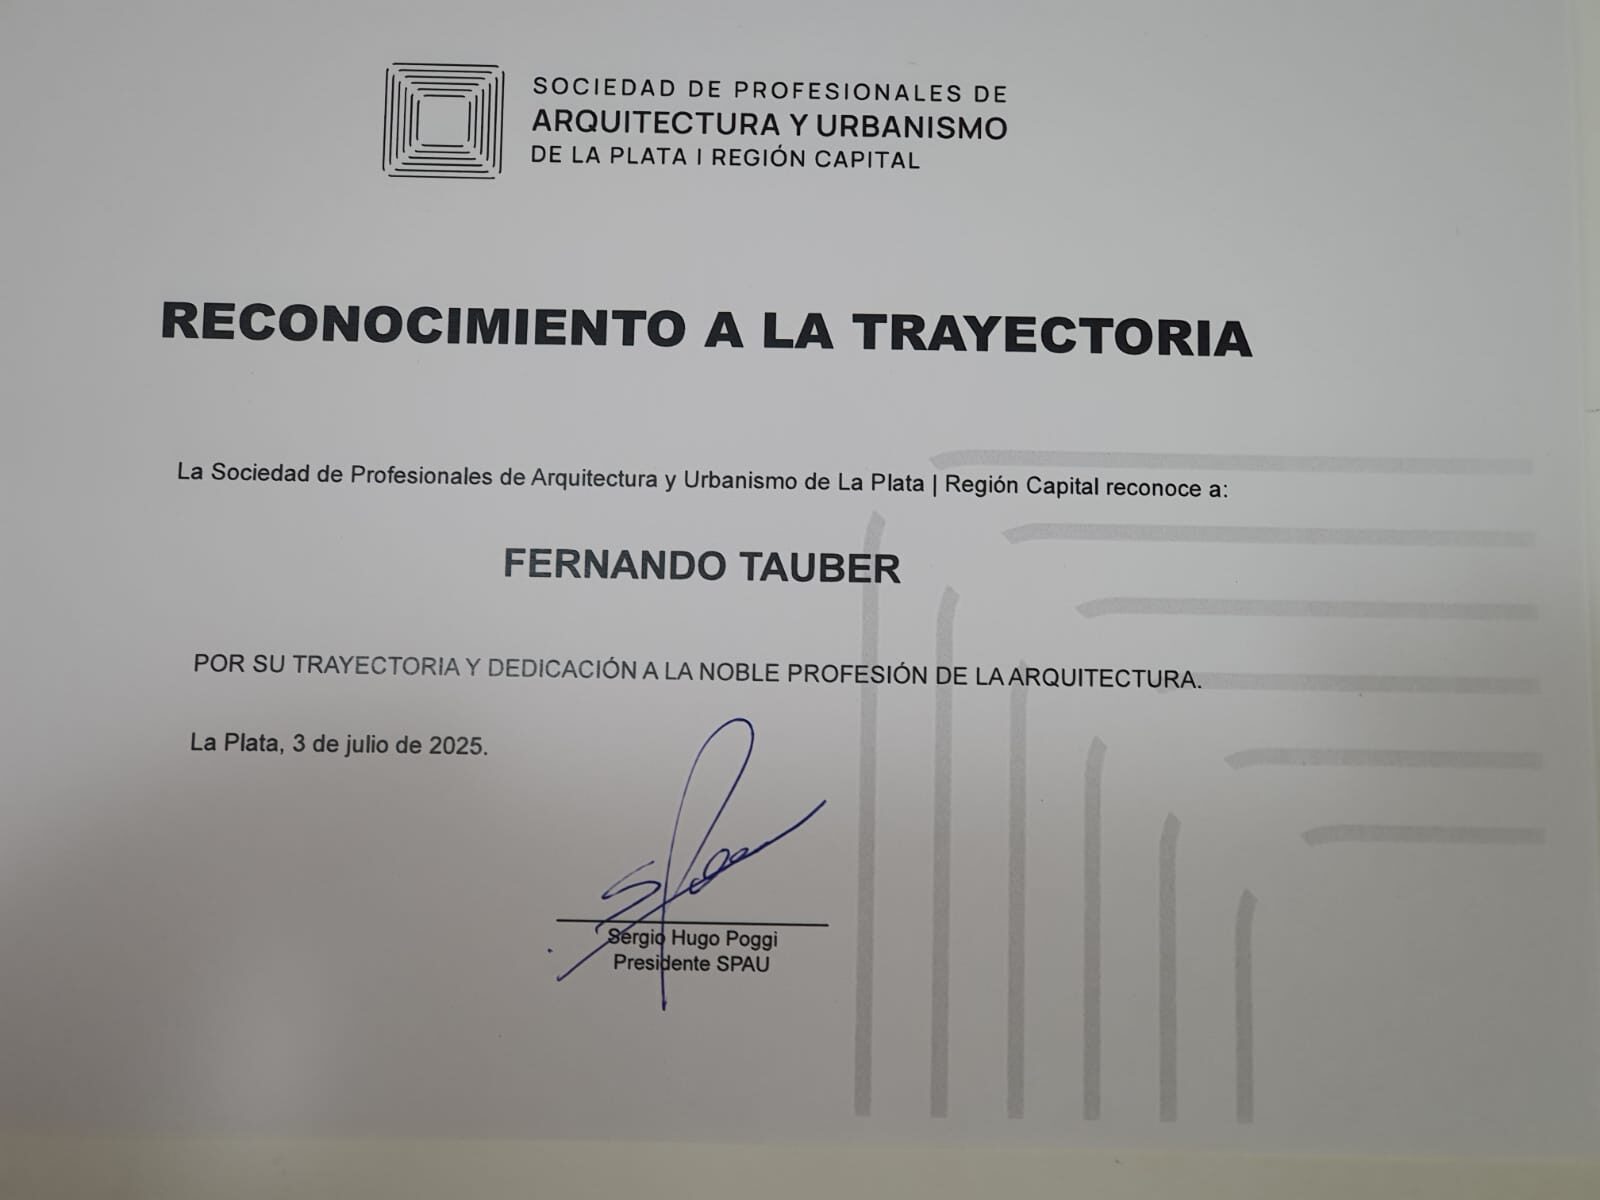 SOCIEDAD DE PROFESIONALES DE
ARQUITECTURA Y URBANISMO
DE LA PLATA | REGIÓN CAPITAL
RECONOCIMIENTO A LA TRAYECTORIA
La Sociedad de Profesionales de Arquitectura y Urbanismo de La Plata | Región Capital reconoce a:
FERNANDO TAUBER
POR SU TRAYECTORIA Y DEDICACIÓN A LA NOBLE PROFESIÓN DE LA ARQUITECTURA.
La Plata, 3 de julio de 2025.
Sergio Hugo Poggi
Presidente SPAU